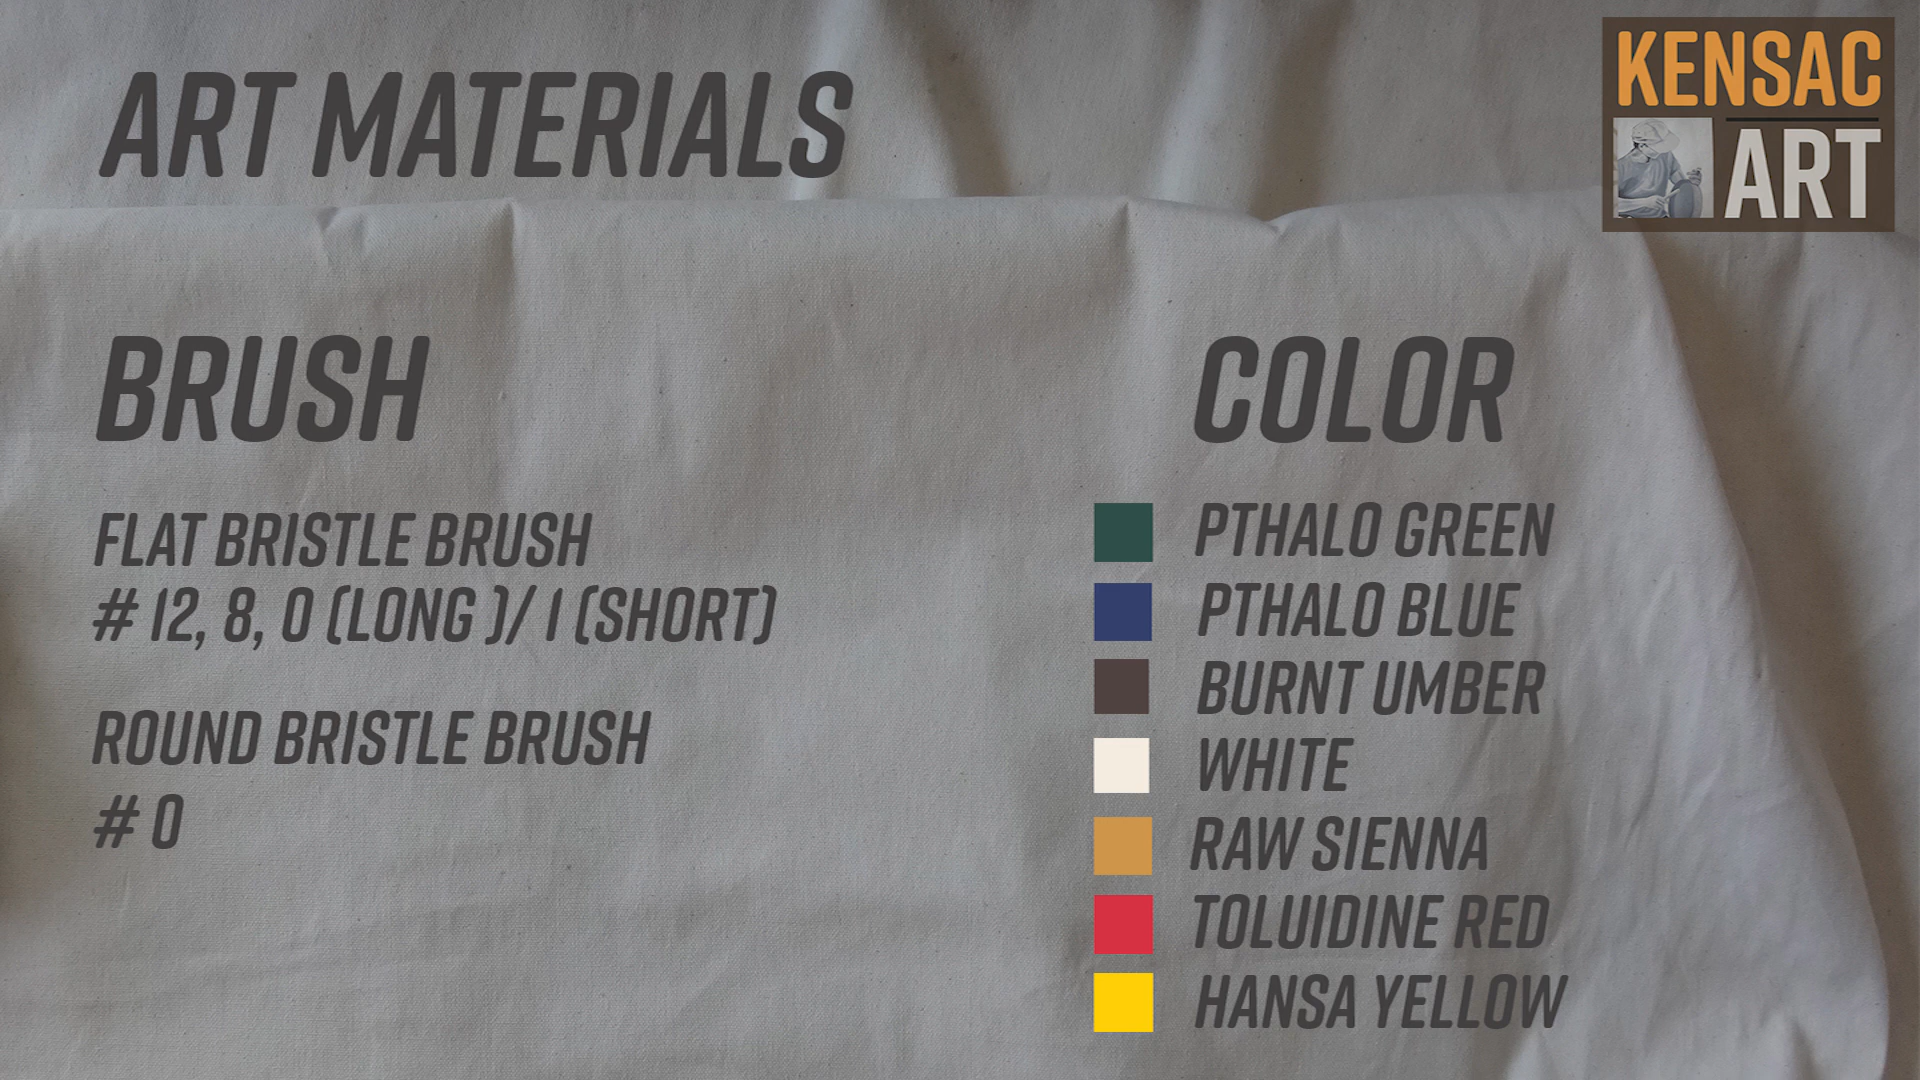 ART MATERIALS
KENSAC
ART
BRUSH
FLAT BRISTLE BRUSH
# 12, 8, 0 (LONG )/ 1 (SHORT)
ROUND BRISTLE BRUSH
# 0
COLOR
PTHALO GREEN
PTHALO BLUE
BURNT UMBER
WHITE
RAW SIENNA
TOLUIDINE RED
HANSA YELLOW